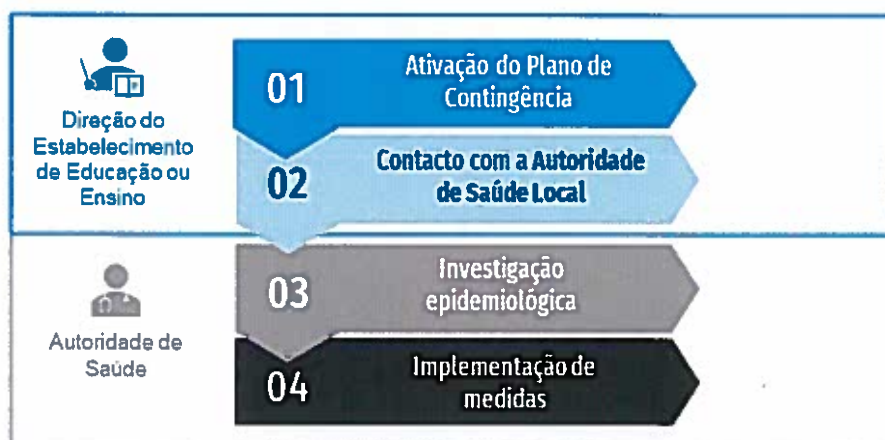 Direção do
Estabelecimento
de Educação ou
Ensino
01
Ativação do Plano de
Contingência
02
Contacto com a Autoridade
de Saúde Local
Autoridade de
Saúde
03
Investigação
epidemiológica
04
Implementação de
medidas